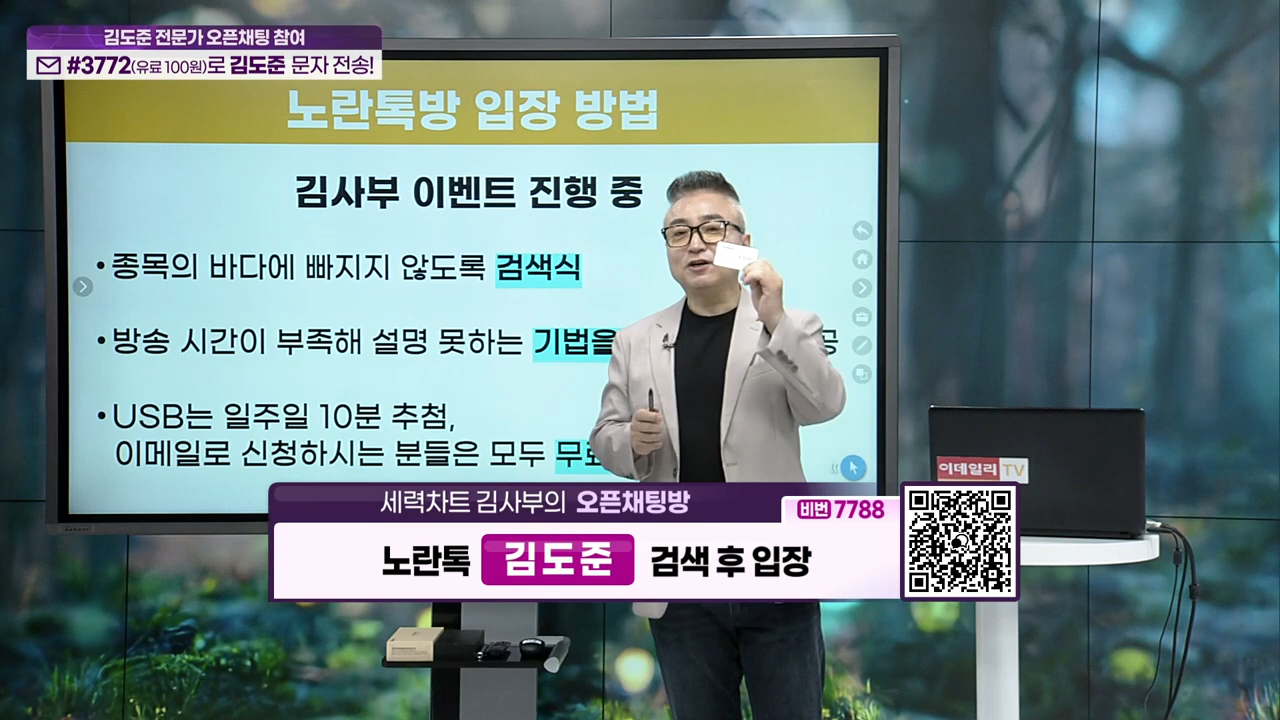 김도준 전문가 오픈채팅 참여
#3772(유료 100원)로 김도준 문자 전송!
노란톡방 입장 방법
김사부 이벤트 진행 중
• 종목의 바다에 빠지지 않도록 검색식
• 방송 시간이 부족해 설명 못하는 기법을 공
• USB는 일주일 10분 추첨,
이메일로 신청하시는 분들은 모두 무료
이데일리TV
세력차트 김사부의 오픈채팅방
비번 7788
노란톡 김도준 검색 후 입장